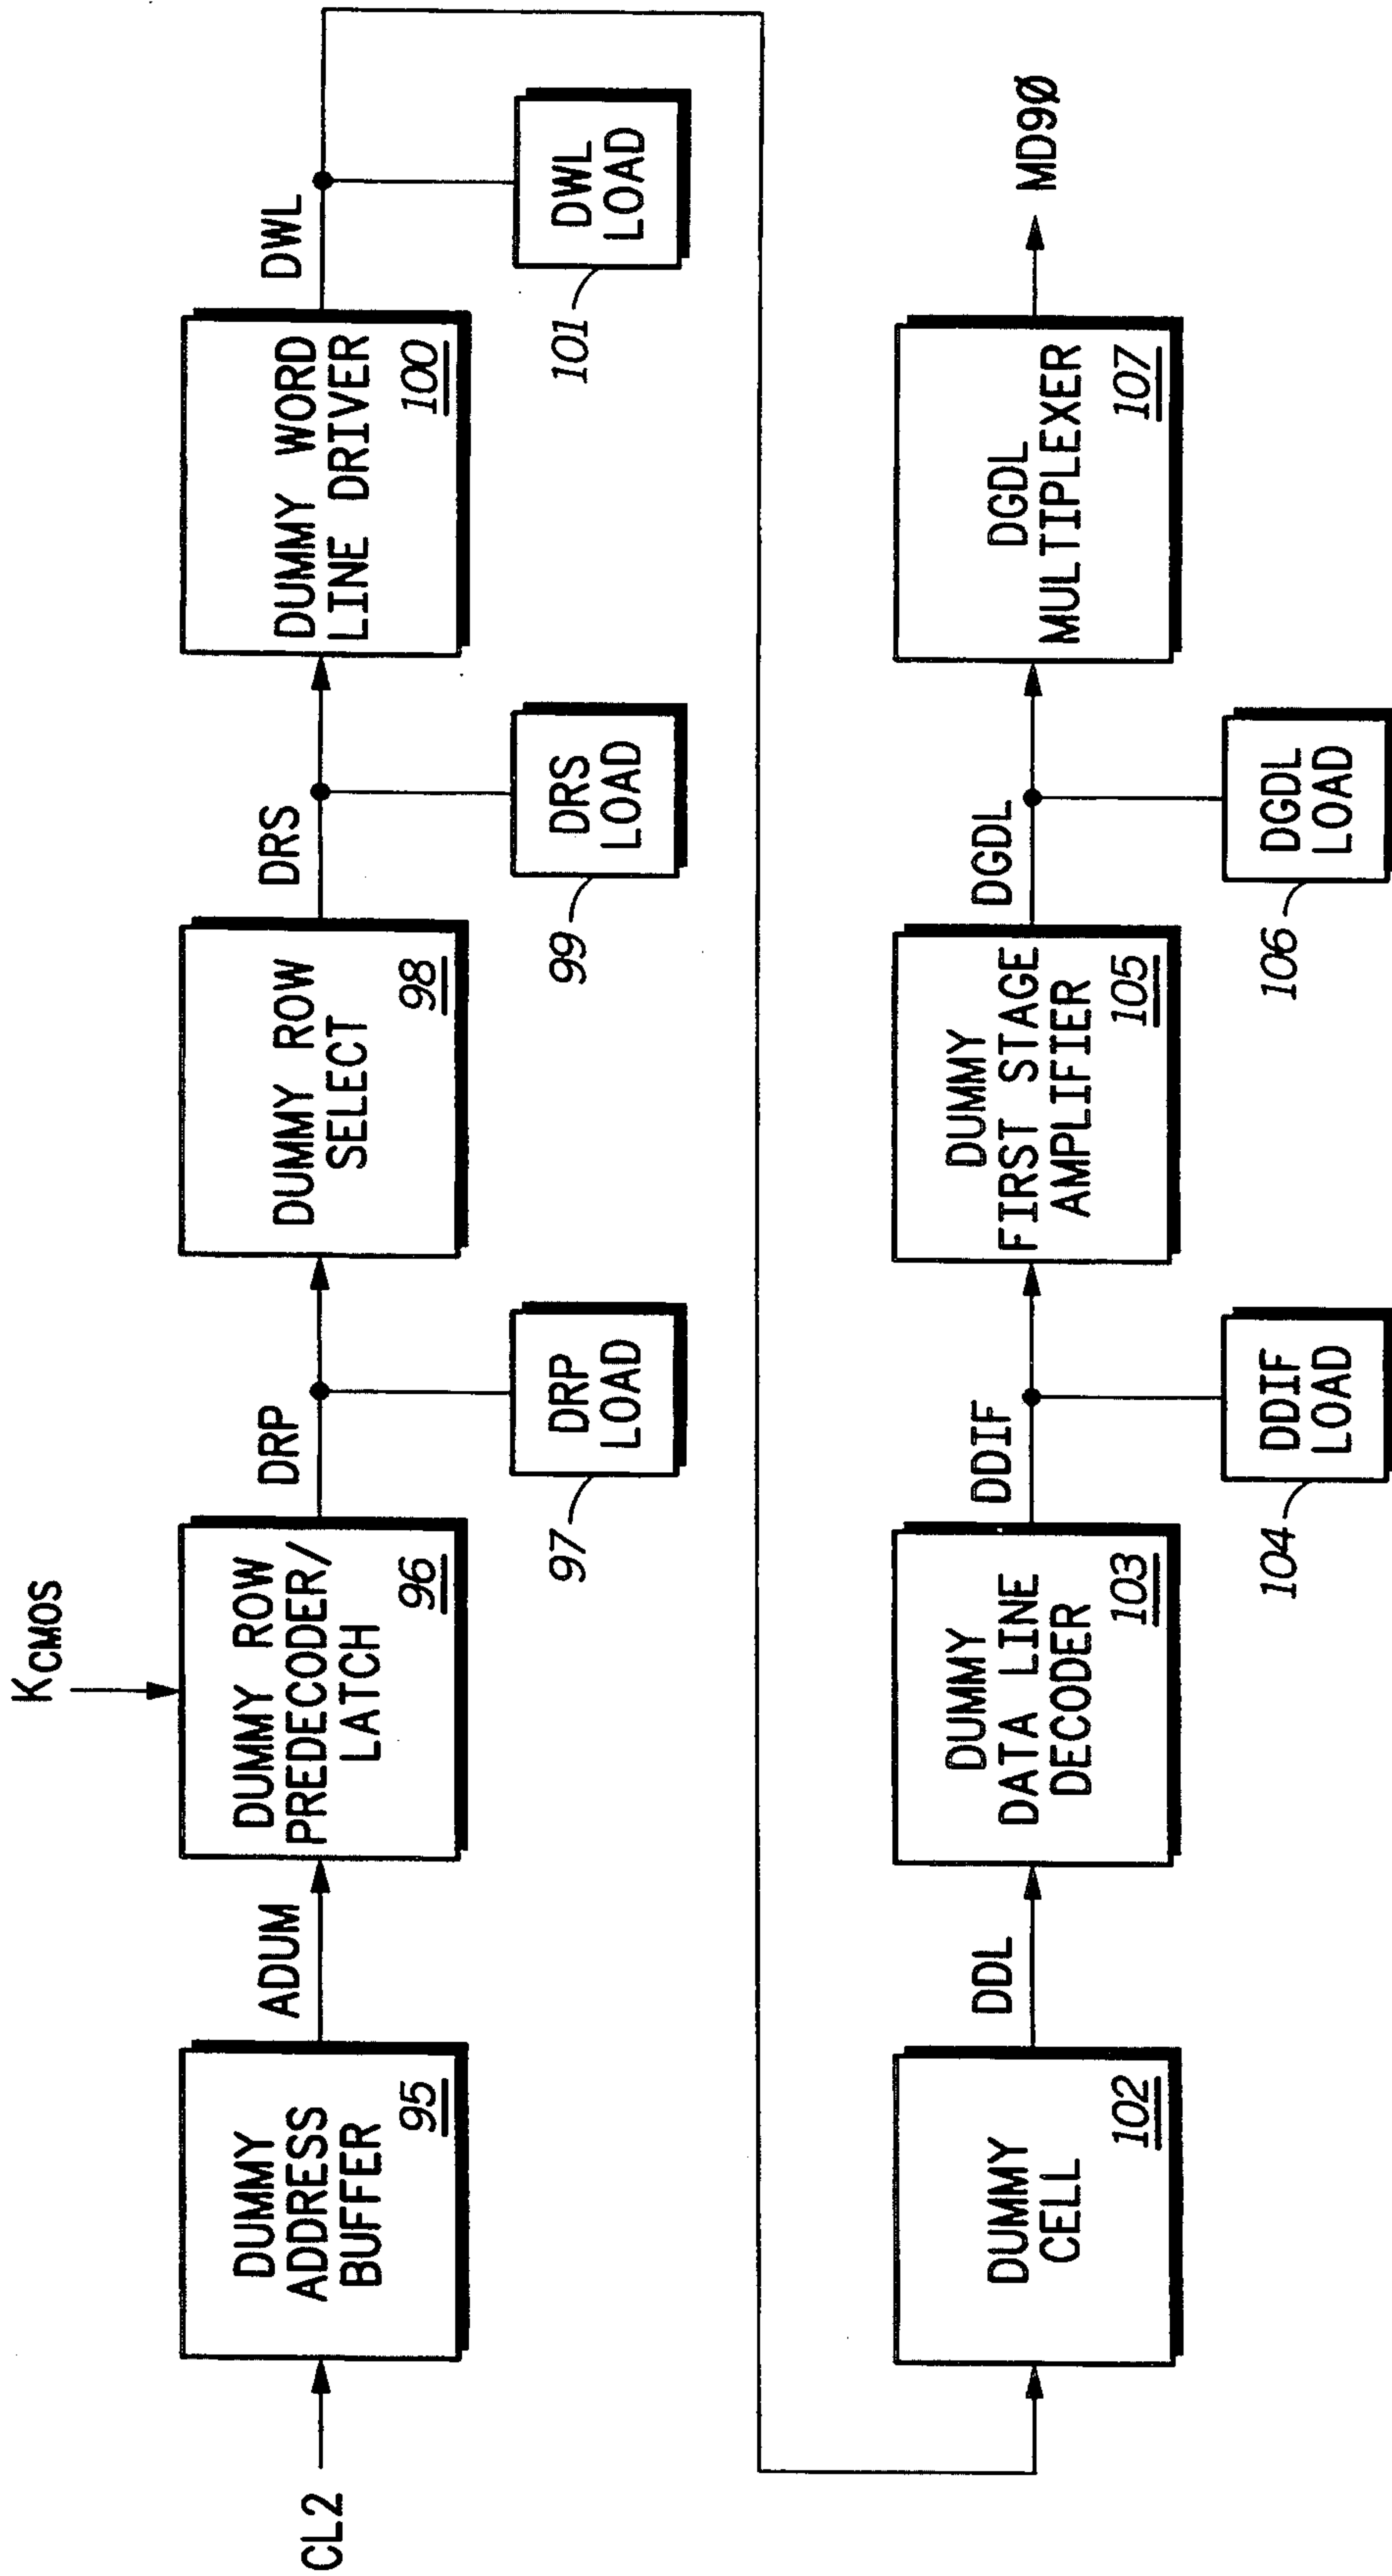 KCMOS
CL2
DUMMY
ADDRESS
BUFFER
95
ADUM
DUMMY ROW
PREDECODER/
LATCH
96
DRP
DRP
LOAD
97
DUMMY ROW
SELECT
98
DRS
DRS
LOAD
99
DUMMY WORD
LINE DRIVER
100
DWL
DWL
LOAD
101
DUMMY
CELL
102
DDL
DUMMY
DATA LINE
DECODER
103
DDIF
DDIF
LOAD
104
DUMMY
FIRST STAGE
AMPLIFIER
105
DGDL
DGDL
LOAD
106
DGDL
MULTIPLEXER
107
MD9Ø